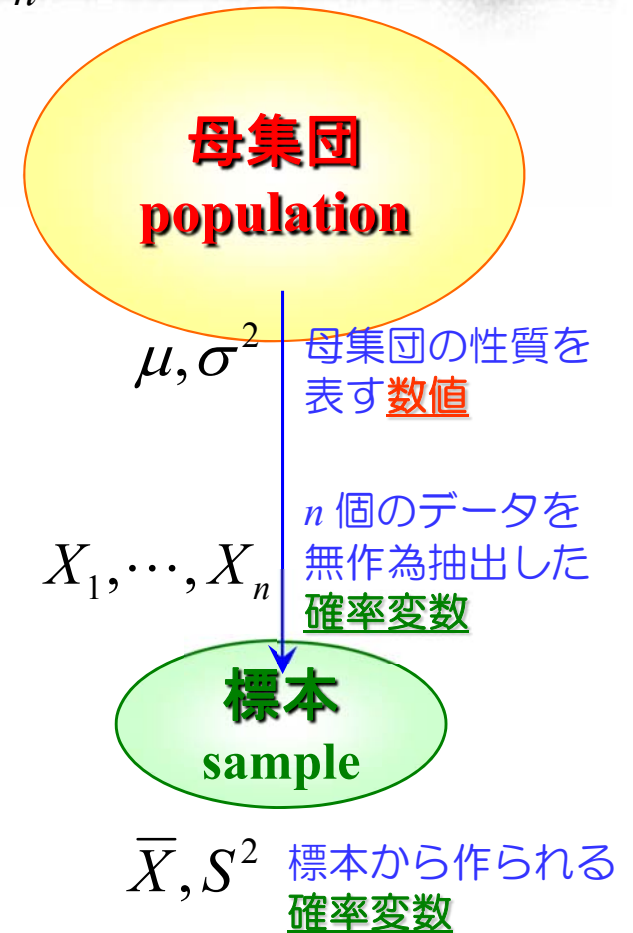 n
母集団
population
μ, σ²
母集団の性質を
表す数値
n 個のデータを
無作為抽出した
確率変数
X₁,⋯, Xₙ
標本
sample
X̄, S²
標本から作られる
確率変数